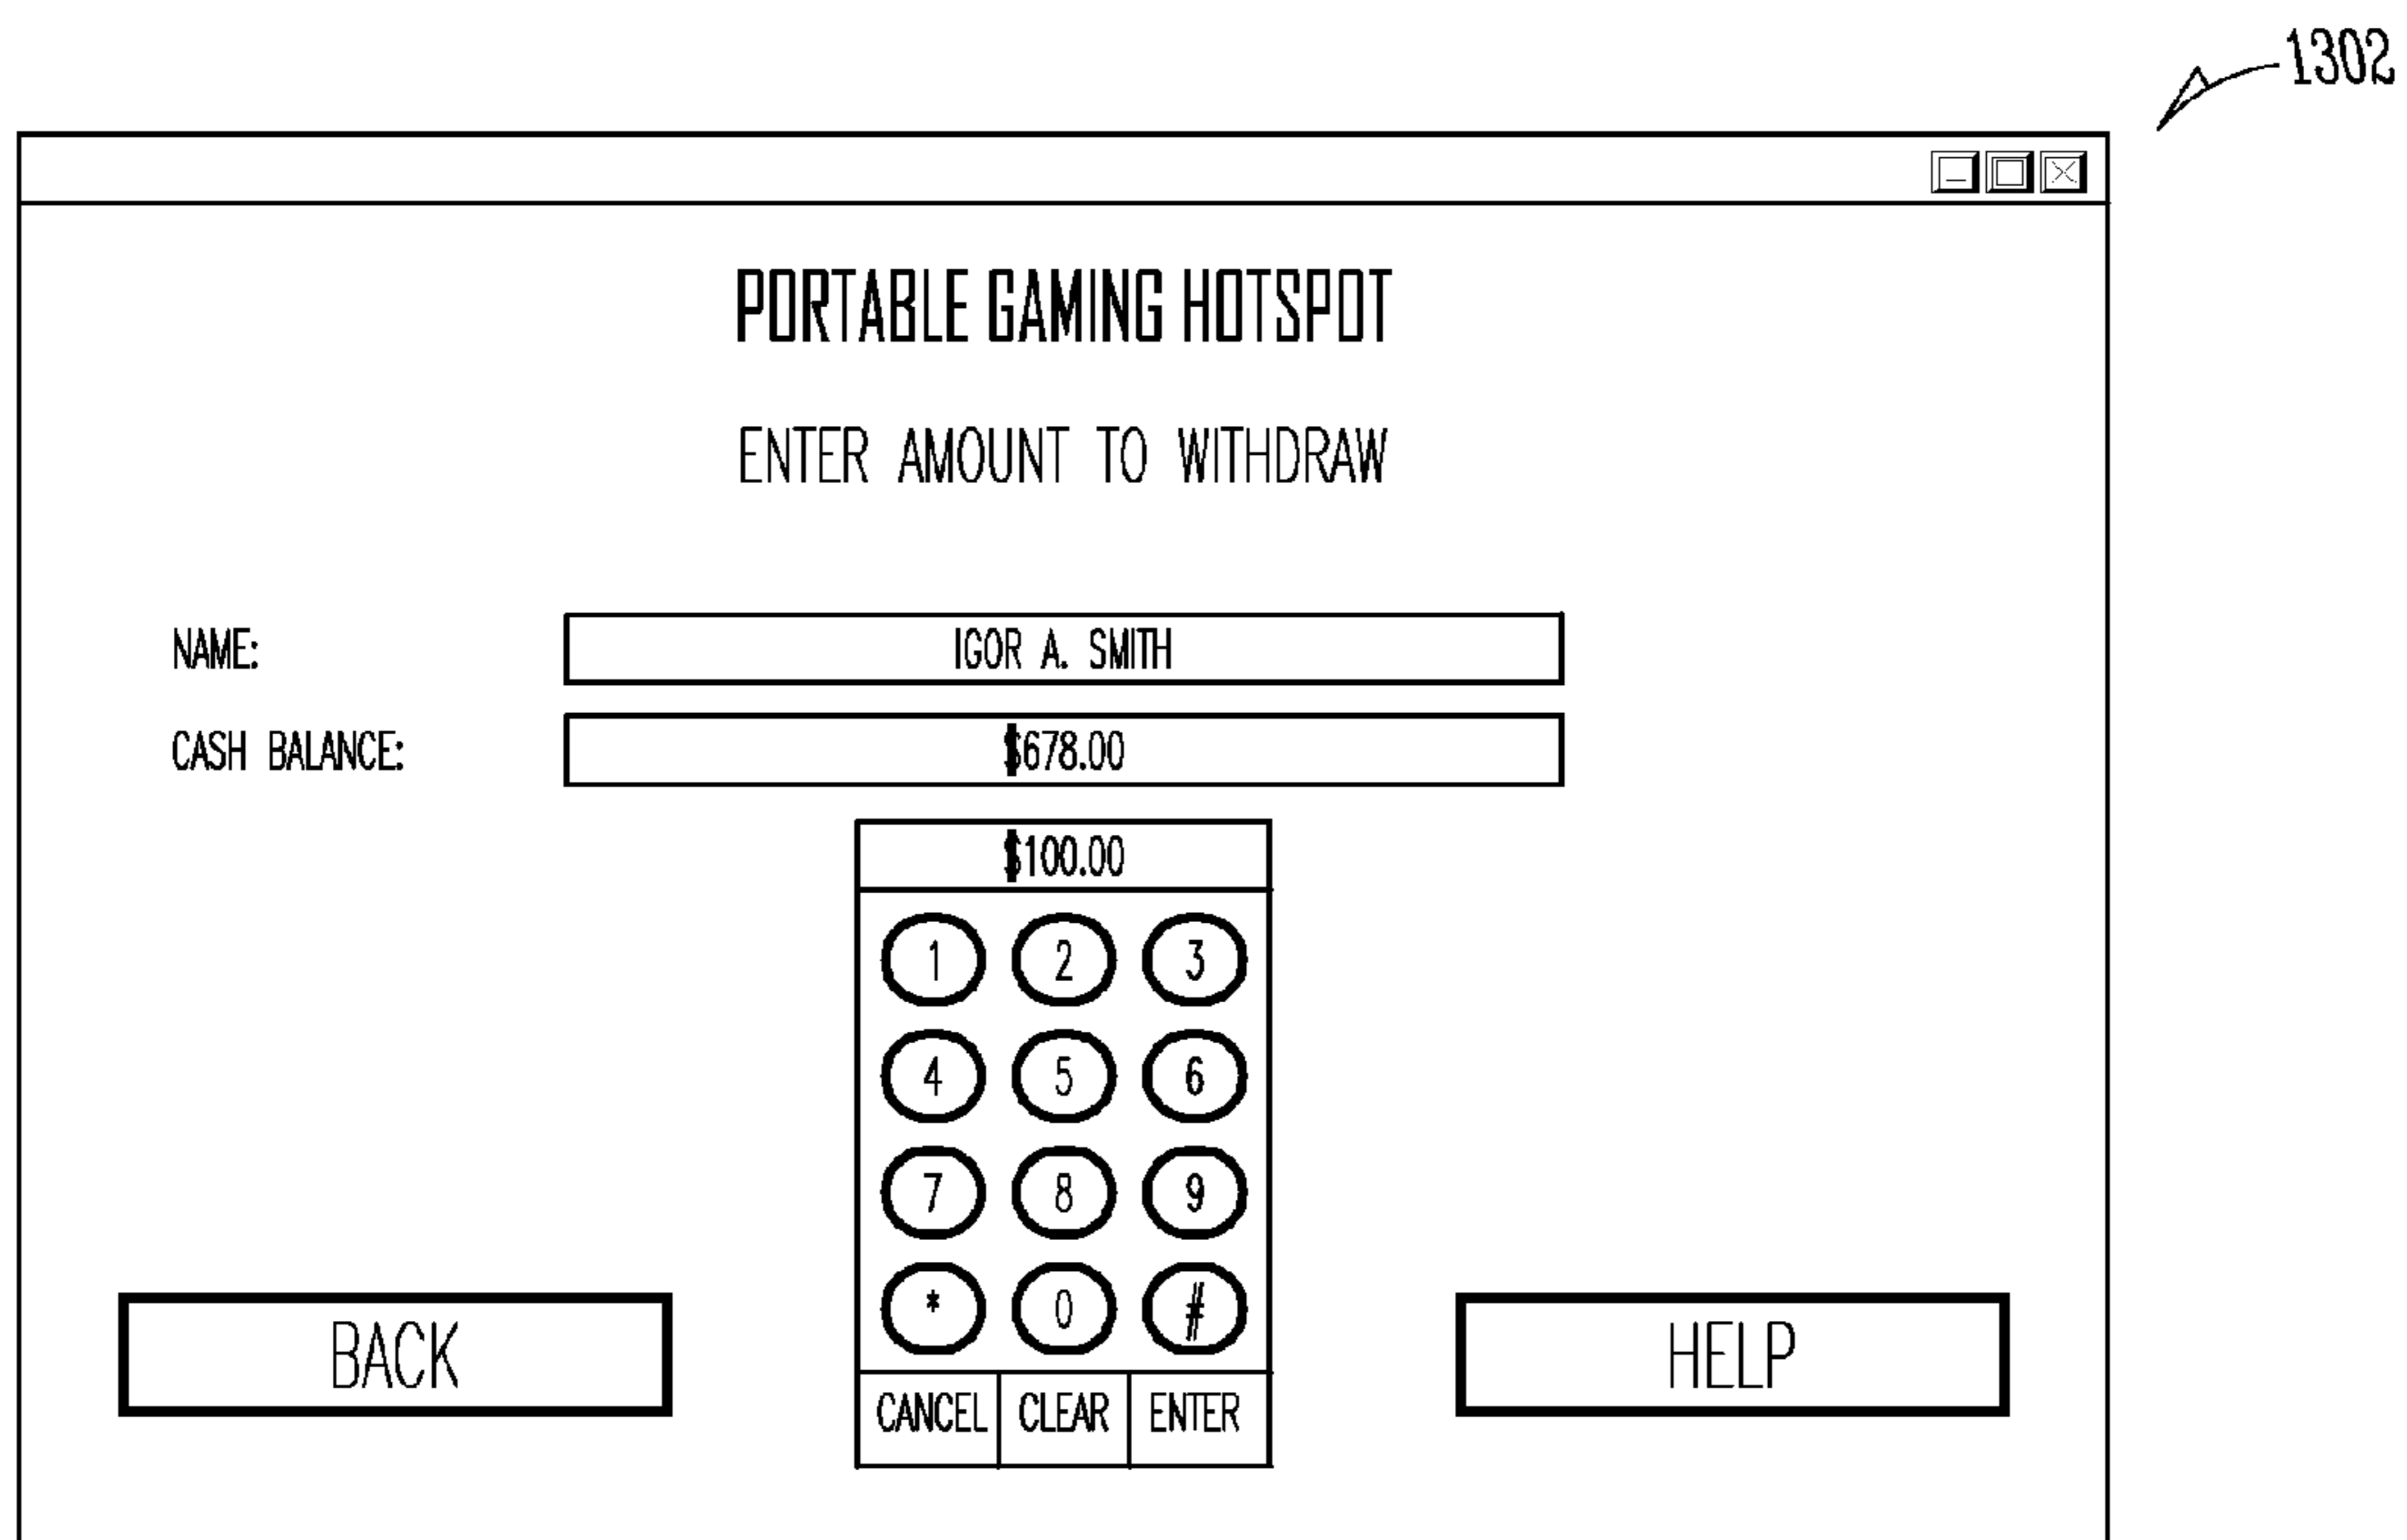 1302
PORTABLE GAMING HOTSPOT
ENTER AMOUNT TO WITHDRAW
NAME: IGOR A. SMITH
CASH BALANCE: $678.00
$100.00
1 2 3
4 5 6
7 8 9
* 0 #
BACK
CANCEL CLEAR ENTER
HELP